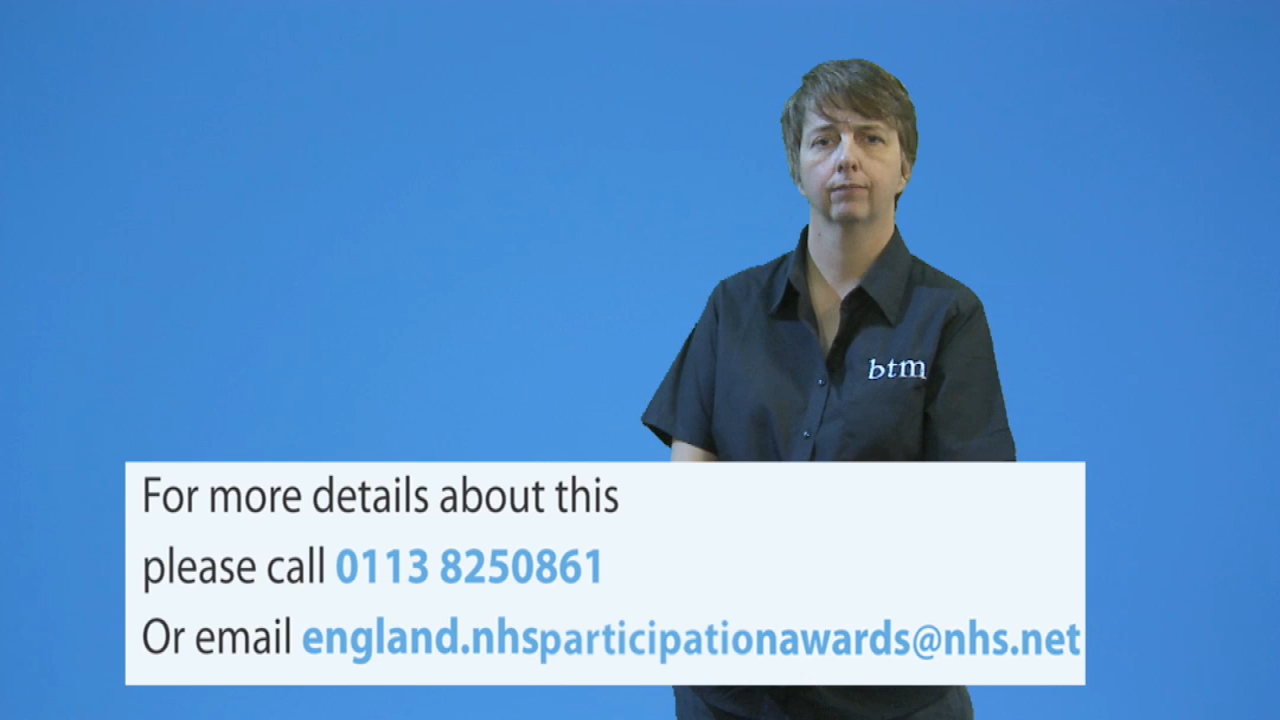 btm
For more details about this
please call 0113 8250861
Or email england.nhsparticipationawards@nhs.net